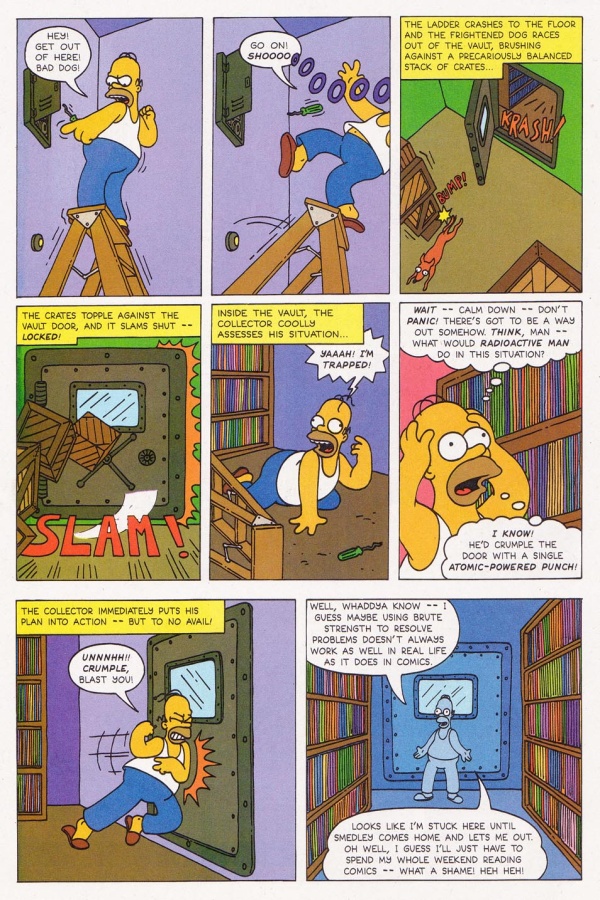 HEY!
GET OUT
OF HERE!
BAD DOG!
GO ON!
SHOOOO
THE LADDER CRASHES TO THE FLOOR
AND THE FRIGHTENED DOG RACES
OUT OF THE VAULT, BRUSHING
AGAINST A PRECARIOUSLY BALANCED
STACK OF CRATES...
KRASH!
BUMP!
THE CRATES TOPPLE AGAINST THE
VAULT DOOR, AND IT SLAMS SHUT --
LOCKED!
SLAM!
INSIDE THE VAULT, THE
COLLECTOR COOLLY
ASSESSES HIS SITUATION...
YAAAH! I'M
TRAPPED!
WAIT -- CALM DOWN -- DON'T
PANIC! THERE'S GOT TO BE A WAY
OUT SOMEHOW. THINK, MAN --
WHAT WOULD RADIOACTIVE MAN
DO IN THIS SITUATION?
I KNOW!
HE'D CRUMPLE THE
DOOR WITH A SINGLE
ATOMIC-POWERED PUNCH!
THE COLLECTOR IMMEDIATELY PUTS HIS
PLAN INTO ACTION -- BUT TO NO AVAIL!
UNNNHH!!
CRUMPLE,
BLAST YOU!
WELL, WHADDYA KNOW -- I
GUESS MAYBE USING BRUTE
STRENGTH TO RESOLVE
PROBLEMS DOESN'T ALWAYS
WORK AS WELL IN REAL LIFE
AS IT DOES IN COMICS.
LOOKS LIKE I'M STUCK HERE UNTIL
SMEDLEY COMES HOME AND LETS ME OUT.
OH WELL, I GUESS I'LL JUST HAVE TO
SPEND MY WHOLE WEEKEND READING
COMICS -- WHAT A SHAME! HEH HEH!